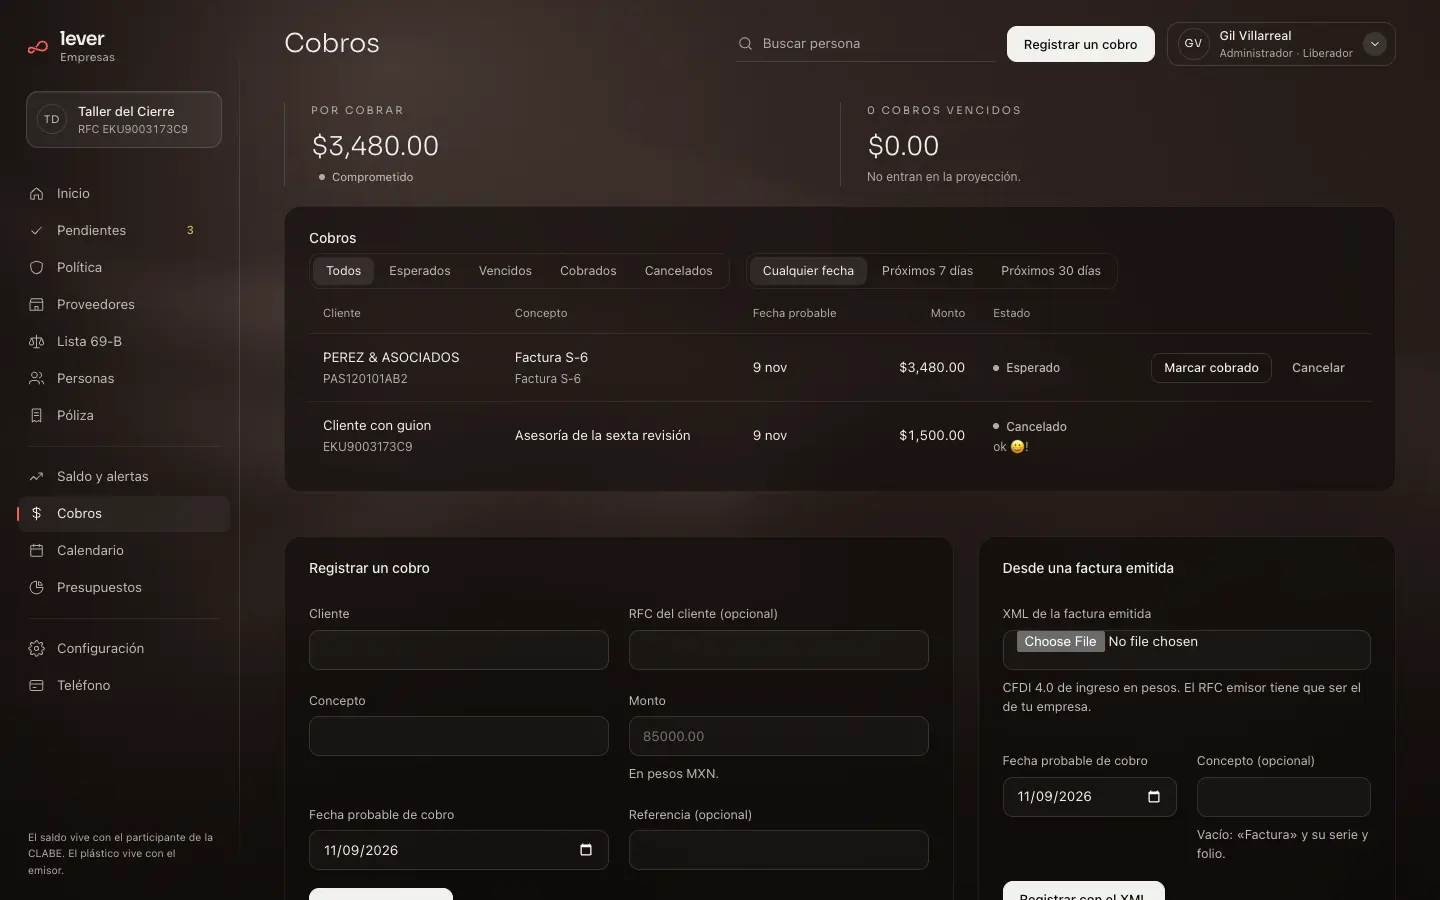 lever
Empresas
TD
Taller del Cierre
RFC EKU9003173C9
Inicio
Pendientes 3
Política
Proveedores
Lista 69-B
Personas
Póliza
Saldo y alertas
Cobros
Calendario
Presupuestos
Configuración
Teléfono
El saldo vive con el participante de la
CLABE. El plástico vive con el
emisor.
Cobros
Buscar persona
Registrar un cobro
GV
Gil Villarreal
Administrador · Liberador
POR COBRAR
$3,480.00
Comprometido
0 COBROS VENCIDOS
$0.00
No entran en la proyección.
Cobros
Todos Esperados Vencidos Cobrados Cancelados Cualquier fecha Próximos 7 días Próximos 30 días
Cliente Concepto Fecha probable Monto Estado
PEREZ & ASOCIADOS
PAS120101AB2
Factura S-6
Factura S-6
9 nov $3,480.00 Esperado Marcar cobrado Cancelar
Cliente con guion
EKU9003173C9
Asesoría de la sexta revisión 9 nov $1,500.00 Cancelado
ok 😀!
Registrar un cobro
Cliente
RFC del cliente (opcional)
Concepto
Monto
85000.00
En pesos MXN.
Fecha probable de cobro
11/09/2026
Referencia (opcional)
Desde una factura emitida
XML de la factura emitida
Choose File No file chosen
CFDI 4.0 de ingreso en pesos. El RFC emisor tiene que ser el
de tu empresa.
Fecha probable de cobro
11/09/2026
Concepto (opcional)
Vacío: «Factura» y su serie y
folio.
Registrar con el XML